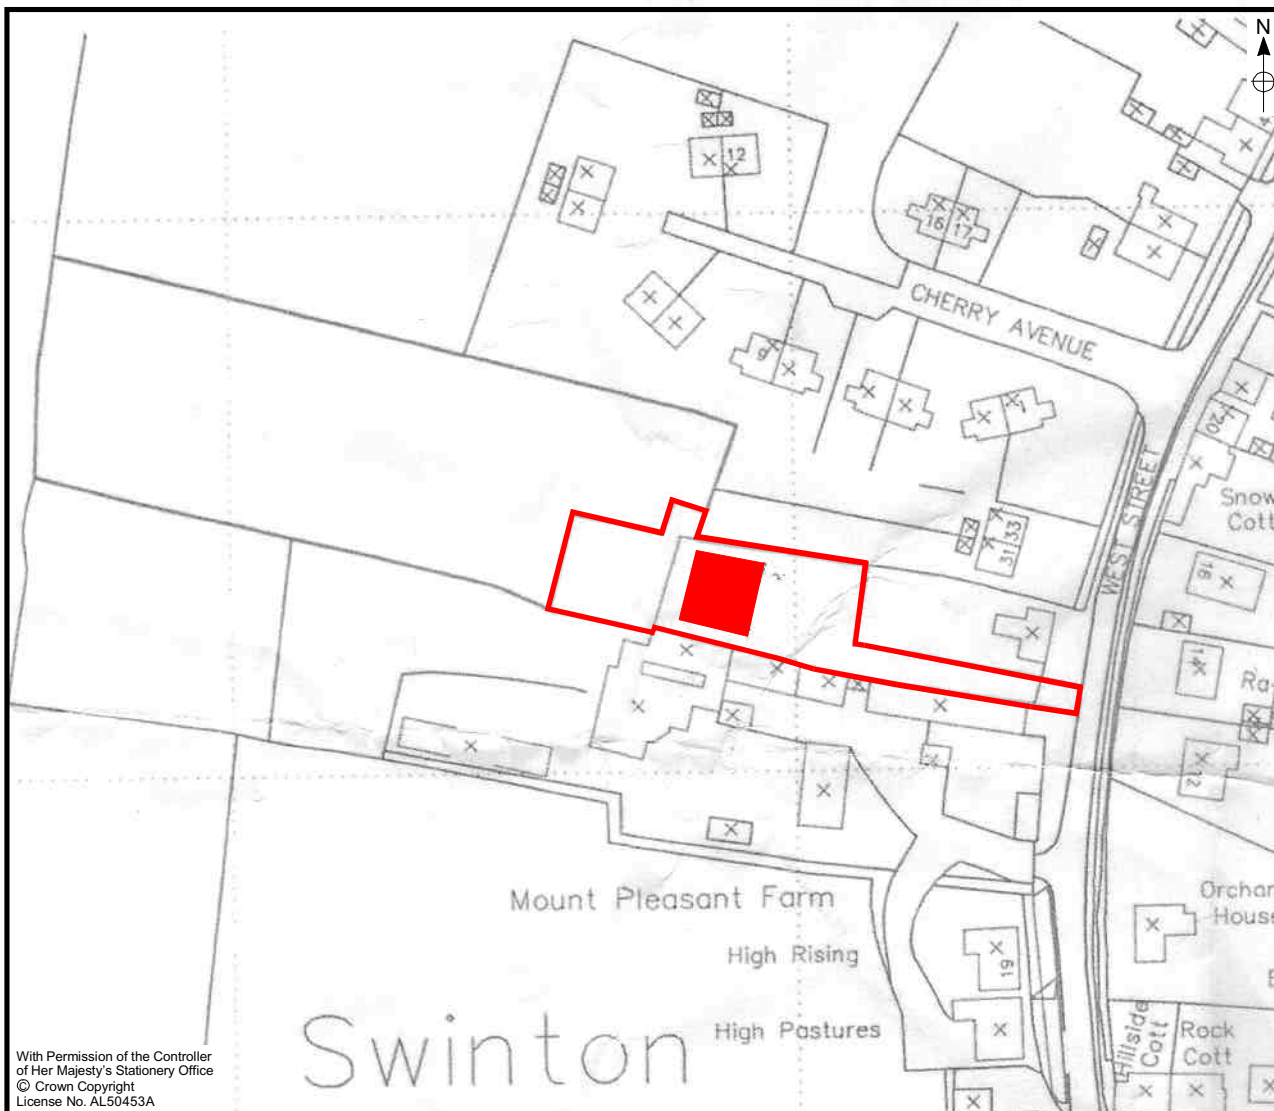 N
4
12
16 17
CHERRY AVENUE
9
1
20
WEST STREET
Snow
Cott
31 33
16
14
Ra
12
Mount Pleasant Farm
Orchar
House
High Rising
19
E
Swinton
High Pastures
Hillside
Cott
Rock
Cott
With Permission of the Controller
of Her Majesty's Stationery Office
© Crown Copyright
License No. AL50453A